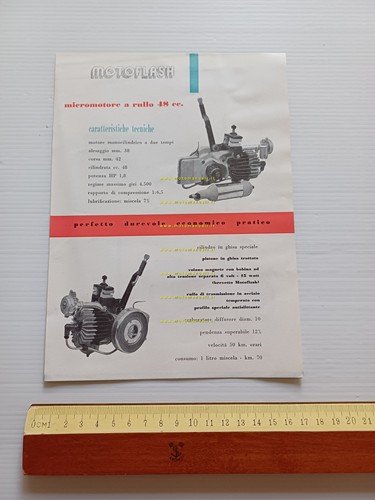 MOTOFLASH
micromotore a rullo 48 cc.
caratteristiche tecniche
motore monocilindrico a due tempi
alesaggio mm. 38
corsa mm. 42
cilindrata cc. 48
potenza HP 1,8
regime massimo giri 4.500
rapporto di compressione 1:6,5
lubrificazione: miscela 7%
perfetto durevole economico pratico
cilindro in ghisa speciale
pistone in ghisa trattata
volano magnete con bobina ad
alta tensione separata 6 volt - 15 watt
(brevetto Motoflash)
rullo di trasmissione in acciaio
temperato con
profilo speciale antislittante
carburatore difforere diam. 10
pendenza superabile 12%
velocità 50 km. orari
consumo: 1 litro miscela - km. 70
0CM1 2 3 4 5 6 7 8 9 10 11 12 13 14 15 16 17 18 19 20 21